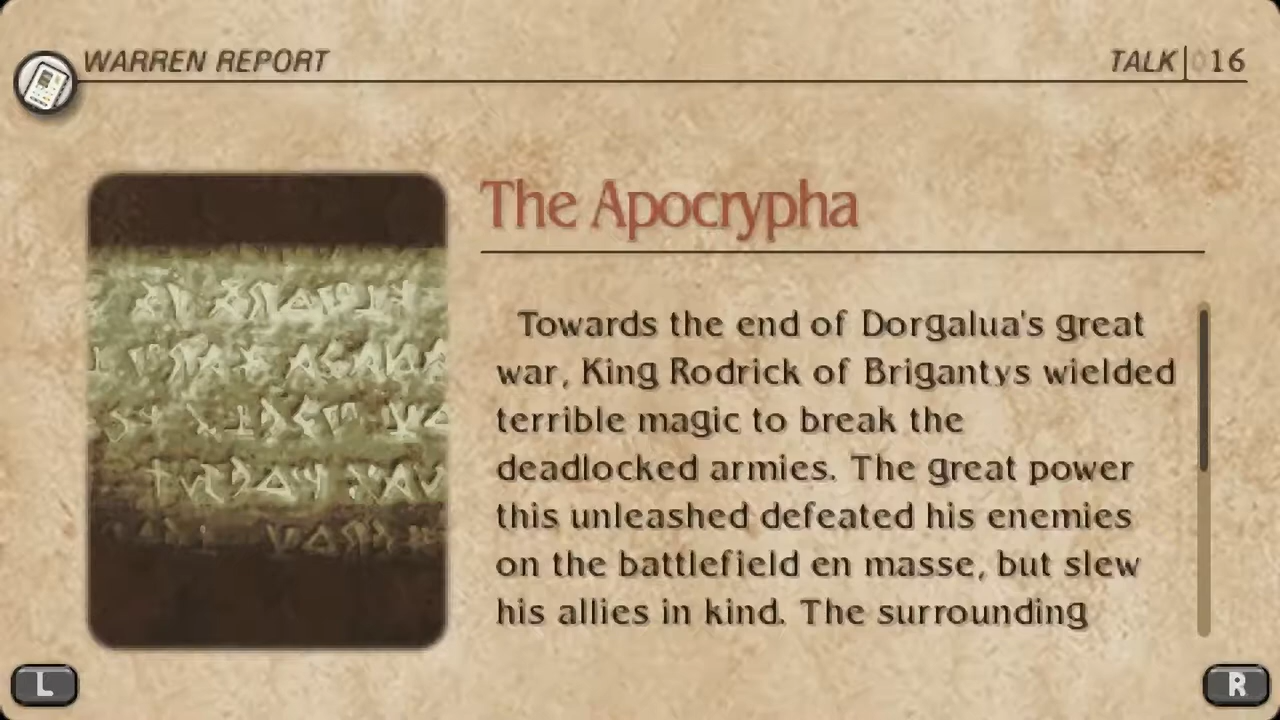 WARREN REPORT
TALK 016
The Apocrypha
Towards the end of Dorgalua's great
war, King Rodrick of Brigantys wielded
terrible magic to break the
deadlocked armies. The great power
this unleashed defeated his enemies
on the battlefield en masse, but slew
his allies in kind. The surrounding
L
R